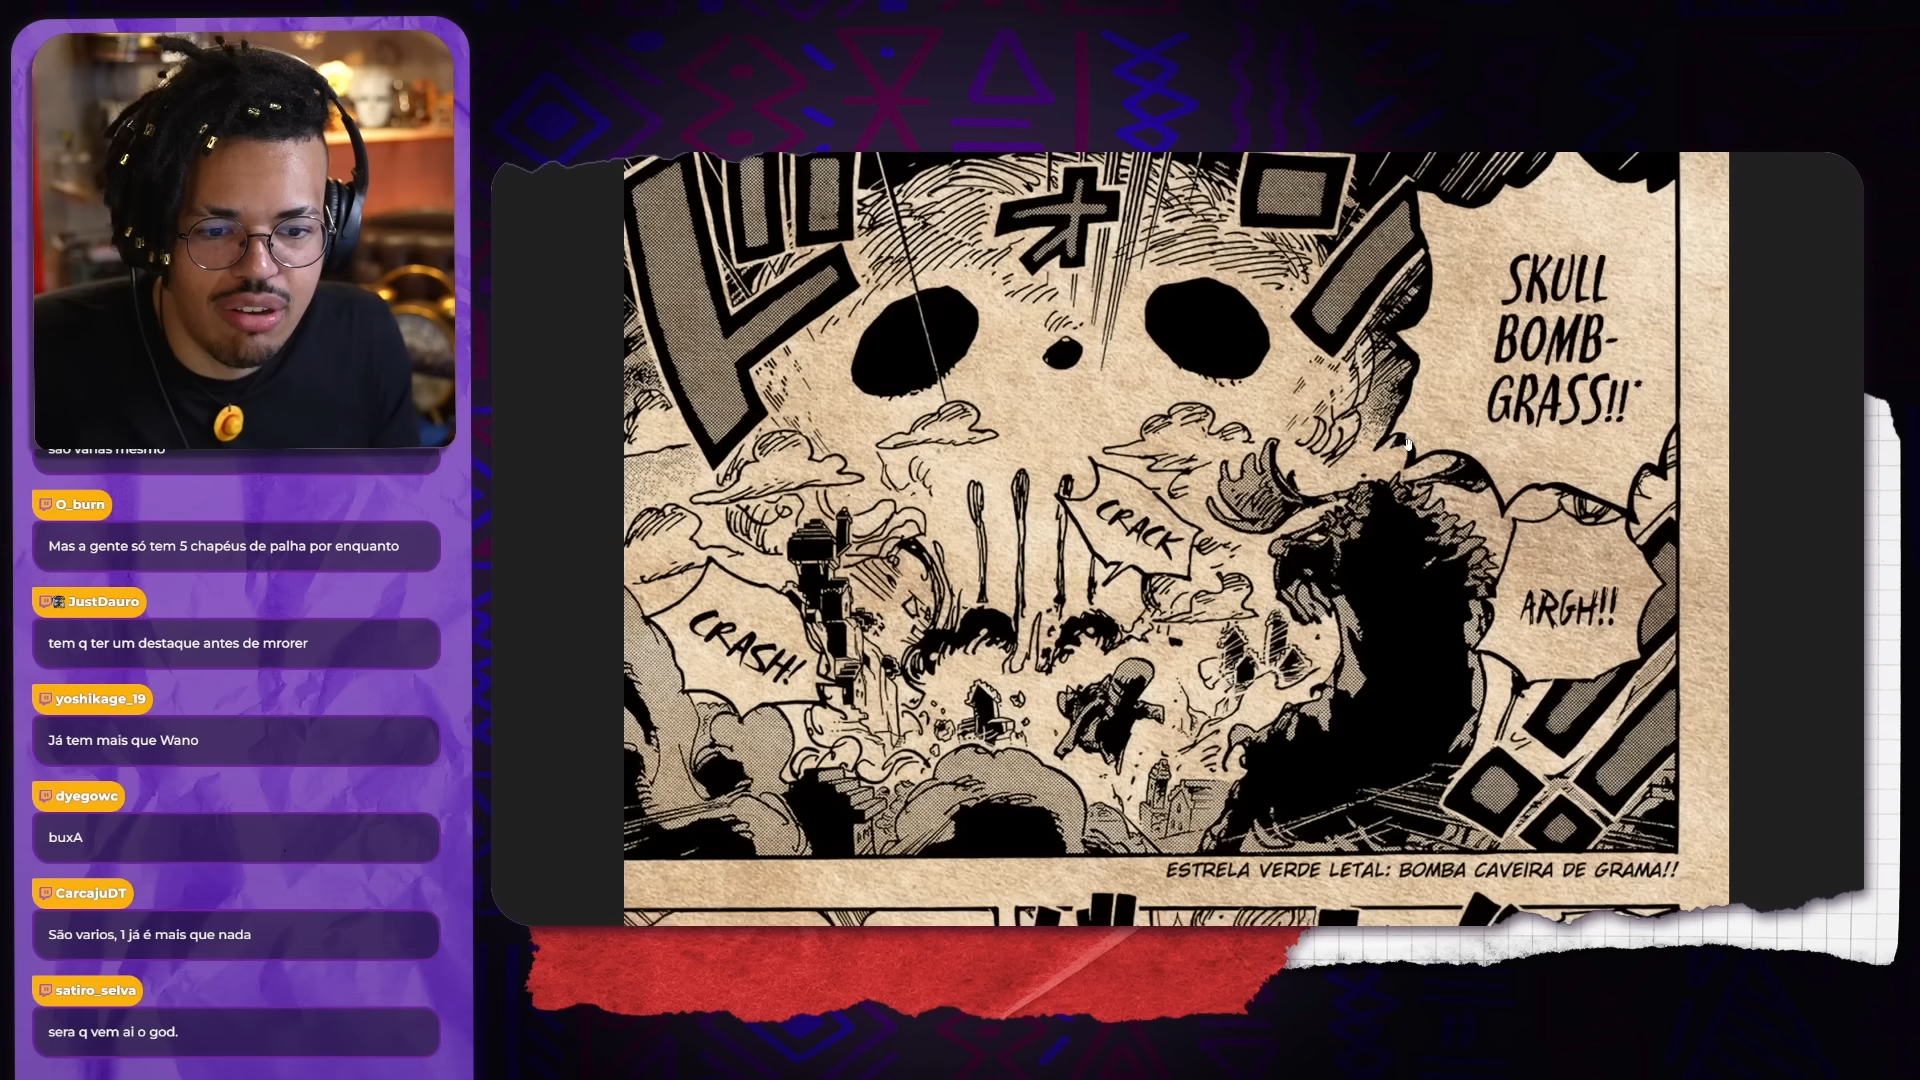 são várias mesmo
O_burn
Mas a gente só tem 5 chapéus de palha por enquanto
JustDauro
tem q ter um destaque antes de mrorer
yoshikage_19
Já tem mais que Wano
dyegowc
buxA
CarcajuDT
São varios, 1 já é mais que nada
satiro_selva
sera q vem ai o god.
SKULL
BOMB-
GRASS!!*
CRACK
CRASH!
ARGH!!
ESTRELA VERDE LETAL: BOMBA CAVEIRA DE GRAMA!!